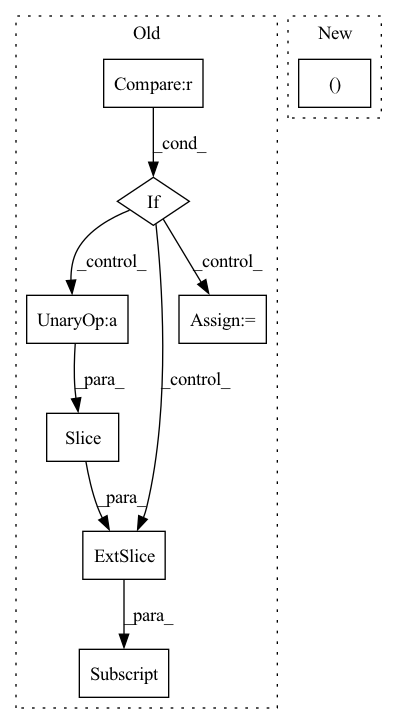 Old
New
Compare:r
()
_cond_
If
_control_
_control_
UnaryOp:a
Assign:=
_para_
_control_
Slice
_para_
ExtSlice
_para_
Subscript